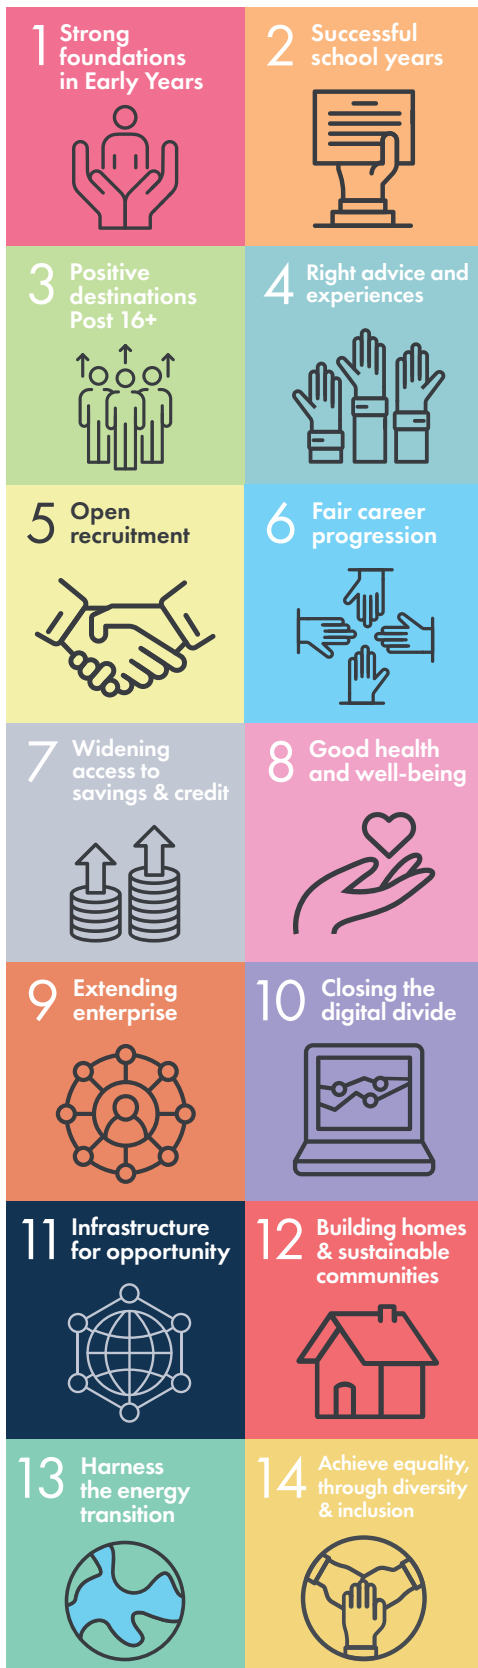 1 Strong
foundations
in Early Years
2 Successful
school years
3 Positive
destinations
Post 16+
4 Right advice and
experiences
5 Open
recruitment
6 Fair career
progression
7 Widening
access to
savings & credit
8 Good health
and well-being
9 Extending
enterprise
10 Closing the
digital divide
11 Infrastructure
for opportunity
12 Building homes
& sustainable
communities
13 Harness
the energy
transition
14 Achieve equality,
through diversity
& inclusion